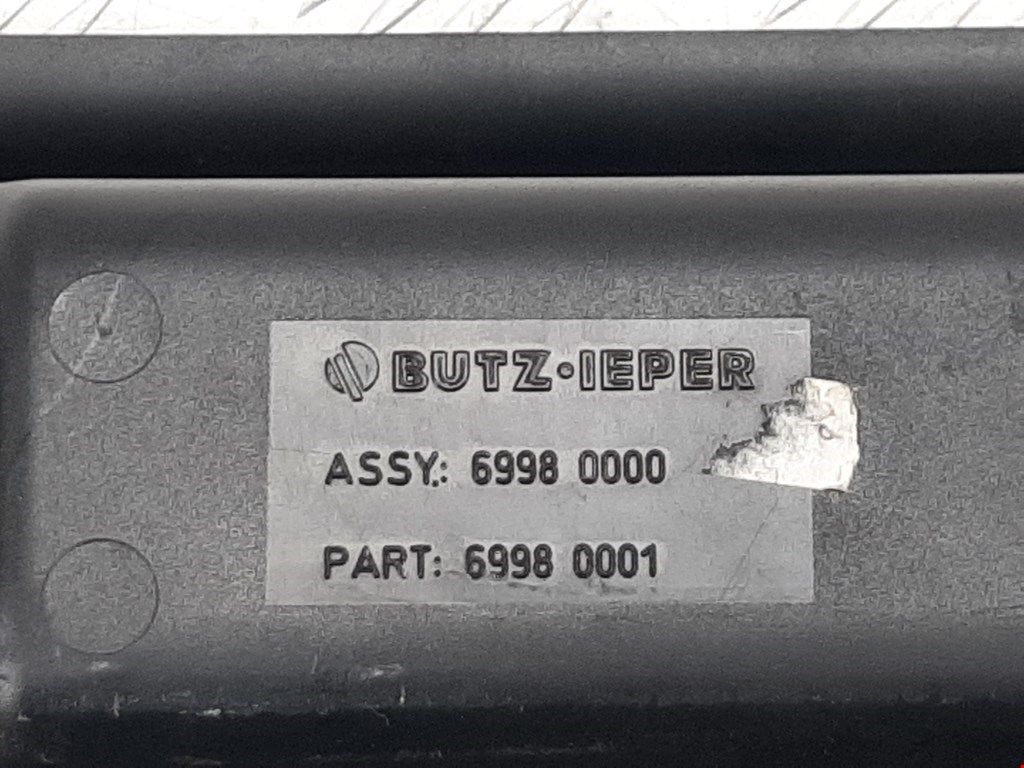 BUTZ·IEPER
ASSY.: 6998 0000
PART: 6998 0001